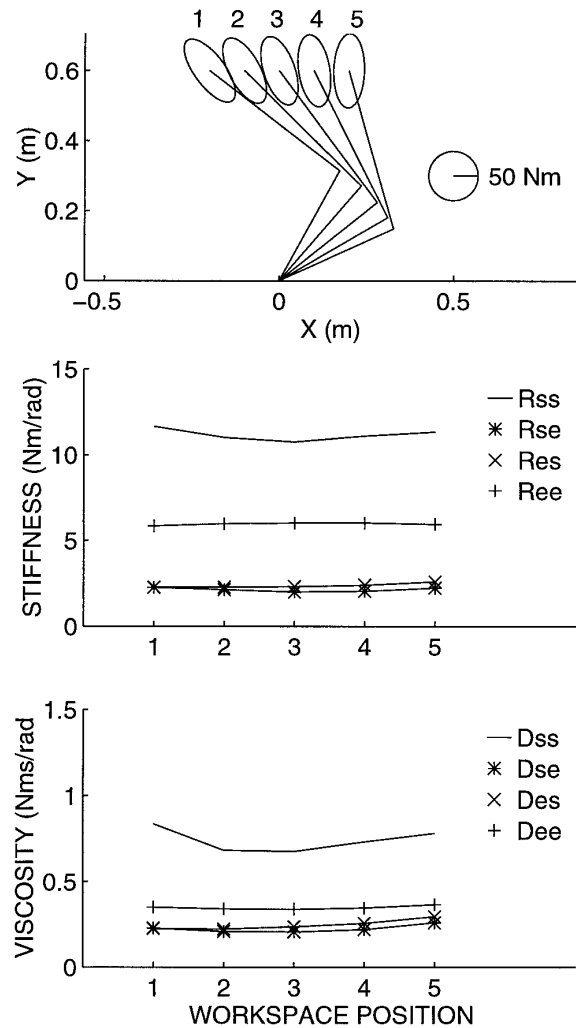 1 2 3 4 5
0.6
0.4
0.2
0
Y (m)
50 Nm
−0.5 0 0.5
X (m)
15
10
5
0
STIFFNESS (Nm/rad)
Rss
Rse
Res
Ree
1 2 3 4 5
1.5
1
0.5
0
VISCOSITY (Nms/rad
Dss
Dse
Des
Dee
1 2 3 4 5
WORKSPACE POSITION